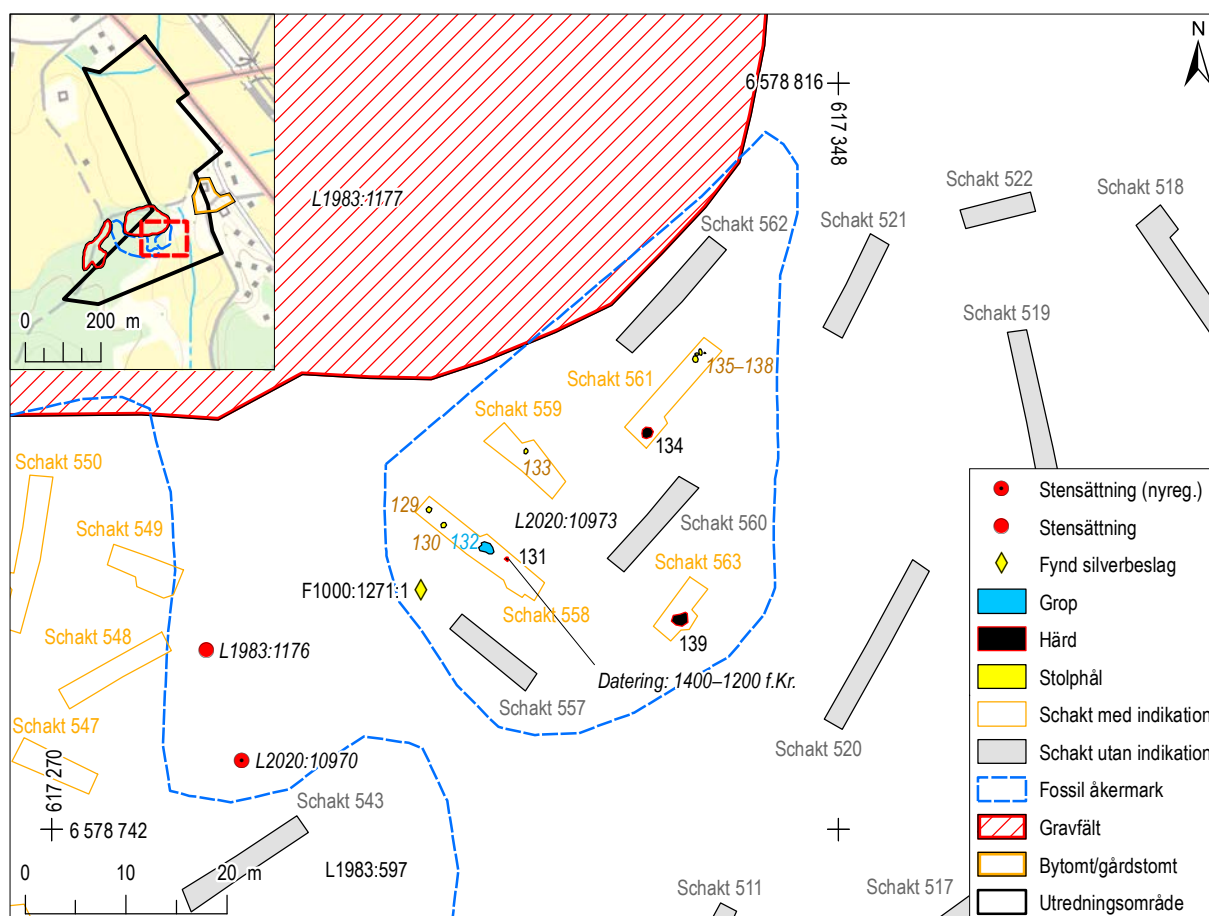 N
6 578 816
617 348
0
200 m
L1983:1177
Schakt 562
Schakt 521
Schakt 522
Schakt 518
Schakt 519
Schakt 561
135–138
134
Schakt 559
133
Schakt 550
Schakt 549
129
130
132
131
L2020:10973
Schakt 560
Schakt 563
F1000:1271:1
Schakt 558
139
Schakt 548
L1983:1176
Datering: 1400–1200 f.Kr.
Schakt 557
Schakt 520
Schakt 547
L2020:10970
617 270
6 578 742
Schakt 543
L1983:597
0
10
20 m
Schakt 511
Schakt 517
Stensättning (nyreg.)
Stensättning
Fynd silverbeslag
Grop
Härd
Stolphål
Schakt med indikation
Schakt utan indikation
Fossil åkermark
Gravfält
Bytomt/gårdstomt
Utredningsområde